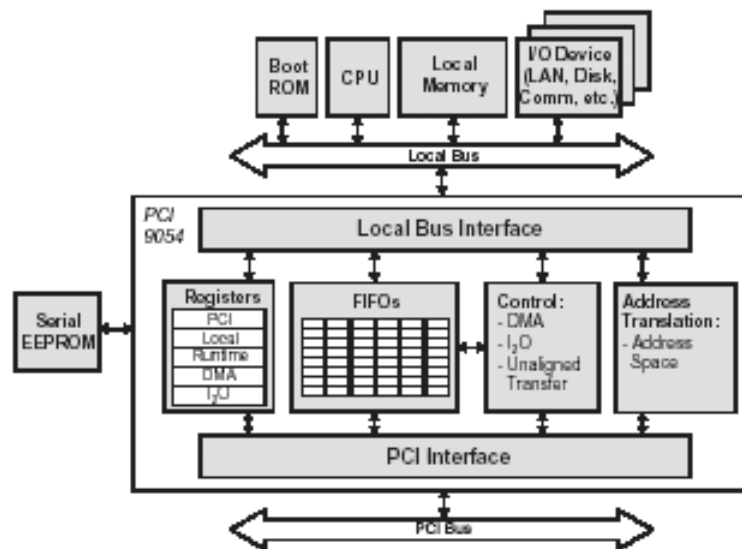 Boot
ROM
CPU
Local
Memory
I/O Device
(LAN, Disk,
Comm, etc.)
Local Bus
PCI
9054
Local Bus Interface
Serial
EEPROM
Registers
PCI
Local
Runtime
DMA
I₂O
FIFOs
Control:
- DMA
- I₂O
- Unaligned
Transfer
Address
Translation:
- Address
Space
PCI Interface
PCI Bus